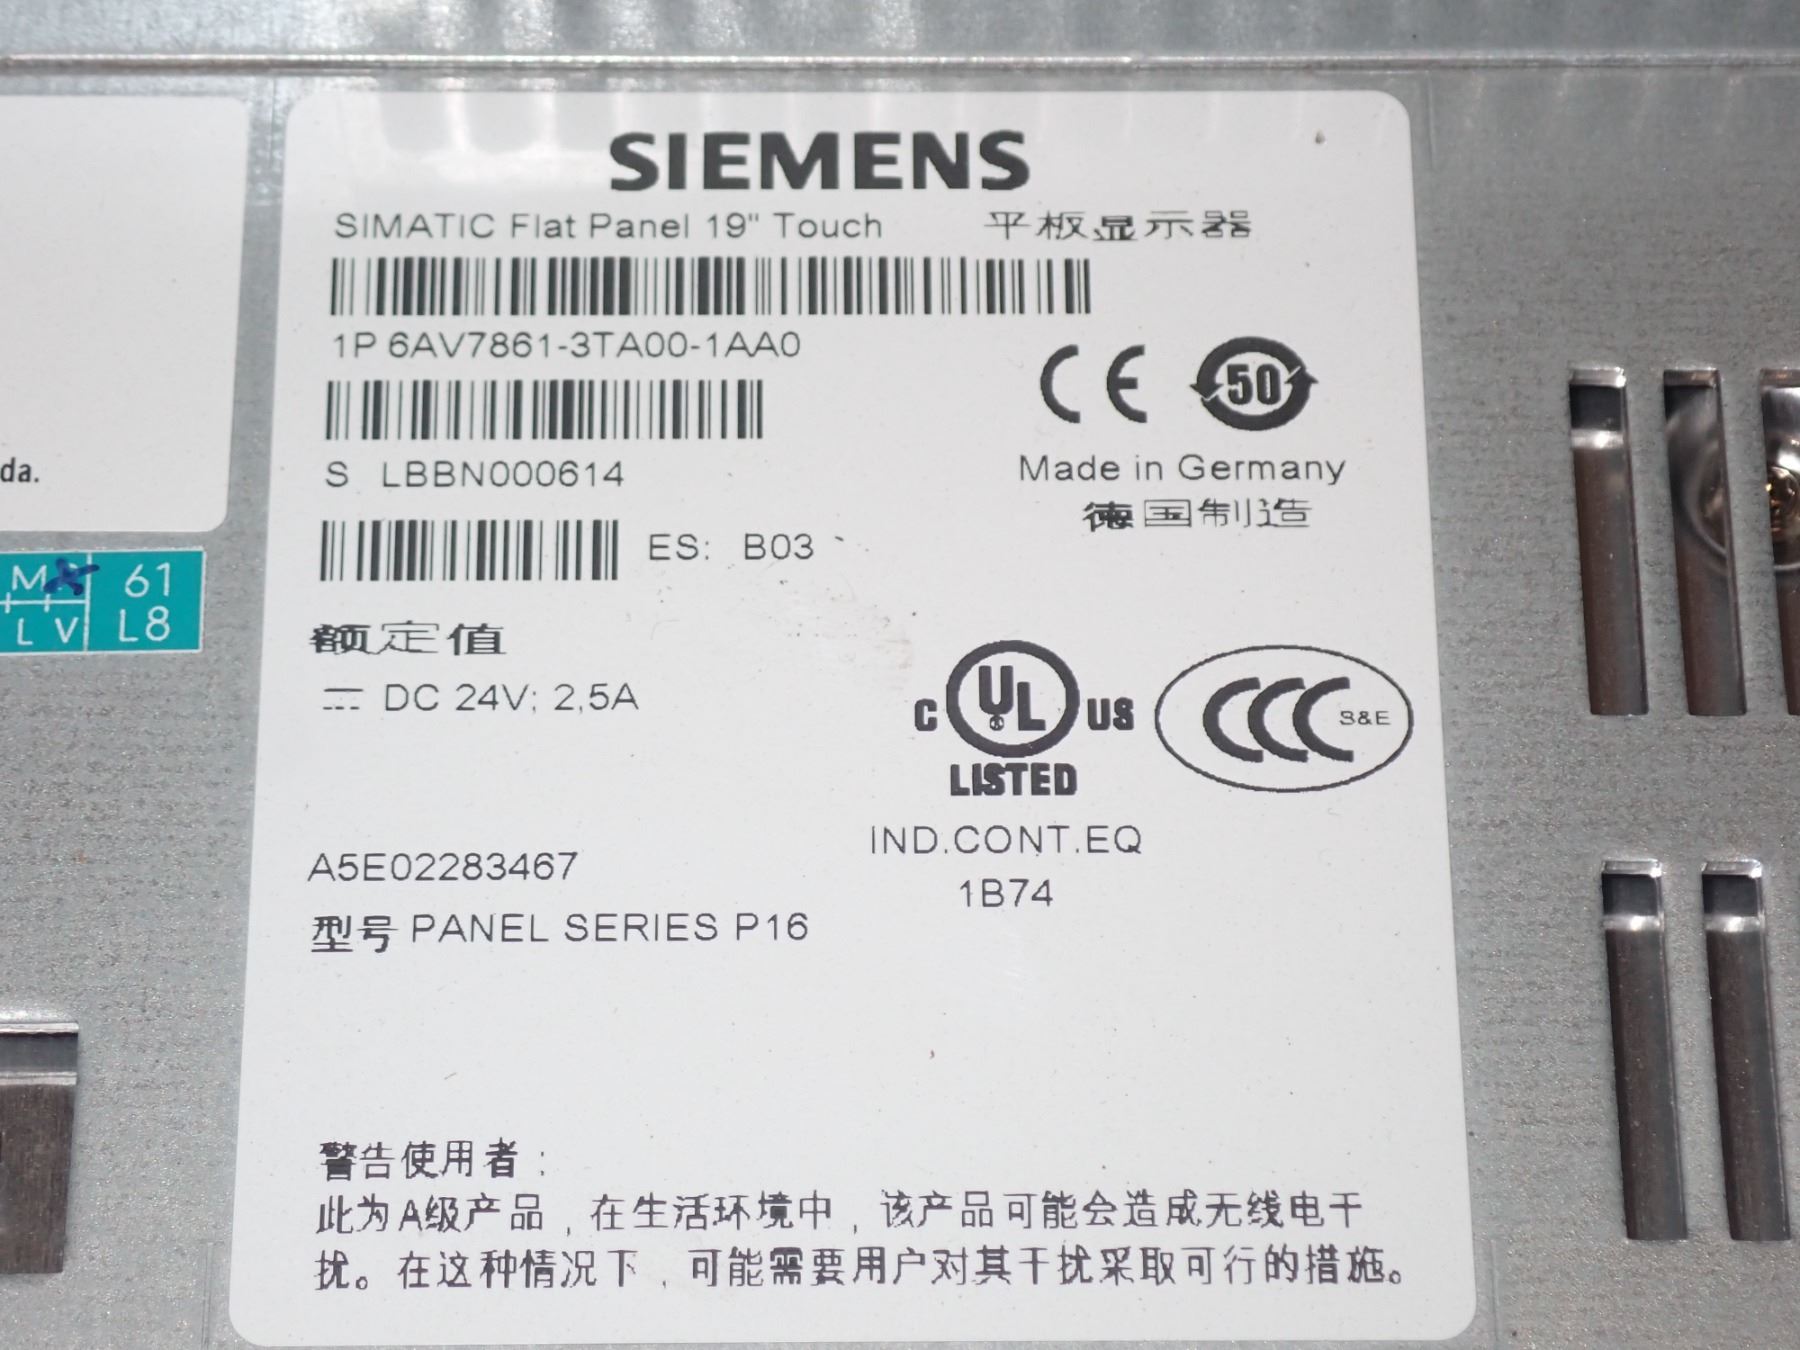 SIEMENS
SIMATIC Flat Panel 19" Touch 平板显示器
1P 6AV7861-3TA00-1AA0
CE 50
S LBBN000614
Made in Germany
德国制造
ES: B03
额定值
DC 24V; 2,5A
C UL US
LISTED
CCC S&E
IND.CONT.EQ
1B74
A5E02283467
型号 PANEL SERIES P16
警告使用者:
此为A级产品,在生活环境中,该产品可能会造成无线电干
扰。在这种情况下,可能需要用户对其干扰采取可行的措施。
da.
M 61
L V L8